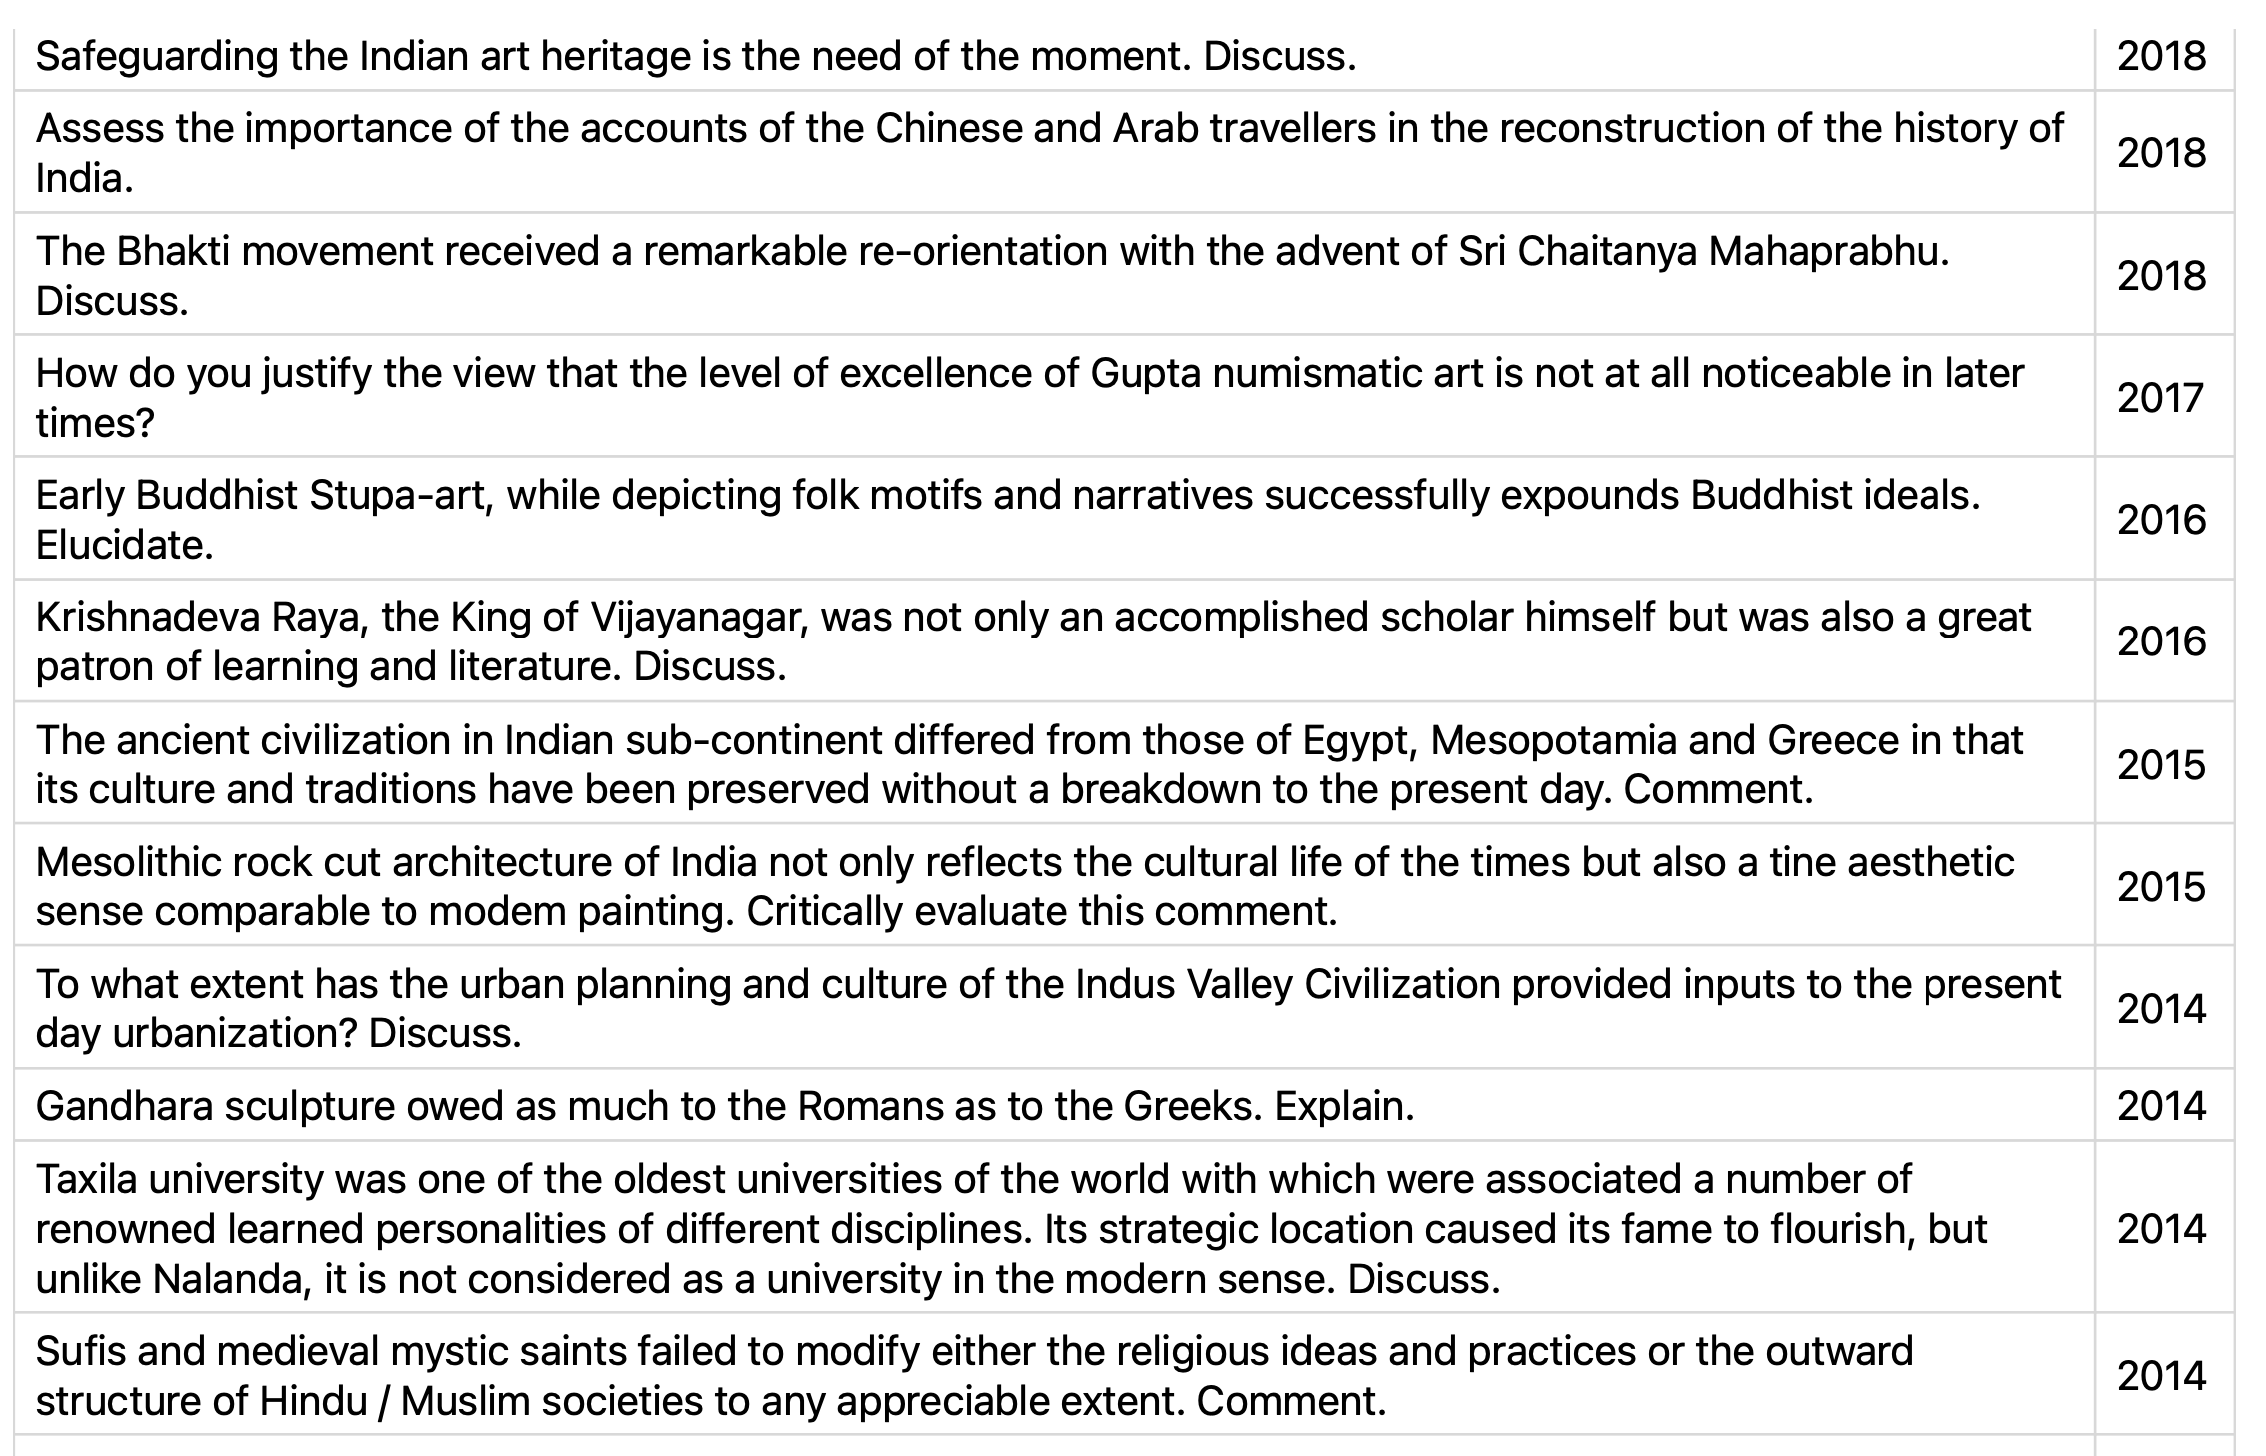 Safeguarding the Indian art heritage is the need of the moment. Discuss. 2018
Assess the importance of the accounts of the Chinese and Arab travellers in the reconstruction of the history of
India. 2018
The Bhakti movement received a remarkable re-orientation with the advent of Sri Chaitanya Mahaprabhu.
Discuss. 2018
How do you justify the view that the level of excellence of Gupta numismatic art is not at all noticeable in later
times? 2017
Early Buddhist Stupa-art, while depicting folk motifs and narratives successfully expounds Buddhist ideals.
Elucidate. 2016
Krishnadeva Raya, the King of Vijayanagar, was not only an accomplished scholar himself but was also a great
patron of learning and literature. Discuss. 2016
The ancient civilization in Indian sub-continent differed from those of Egypt, Mesopotamia and Greece in that
its culture and traditions have been preserved without a breakdown to the present day. Comment. 2015
Mesolithic rock cut architecture of India not only reflects the cultural life of the times but also a tine aesthetic
sense comparable to modem painting. Critically evaluate this comment. 2015
To what extent has the urban planning and culture of the Indus Valley Civilization provided inputs to the present
day urbanization? Discuss. 2014
Gandhara sculpture owed as much to the Romans as to the Greeks. Explain. 2014
Taxila university was one of the oldest universities of the world with which were associated a number of
renowned learned personalities of different disciplines. Its strategic location caused its fame to flourish, but
unlike Nalanda, it is not considered as a university in the modern sense. Discuss. 2014
Sufis and medieval mystic saints failed to modify either the religious ideas and practices or the outward
structure of Hindu / Muslim societies to any appreciable extent. Comment. 2014